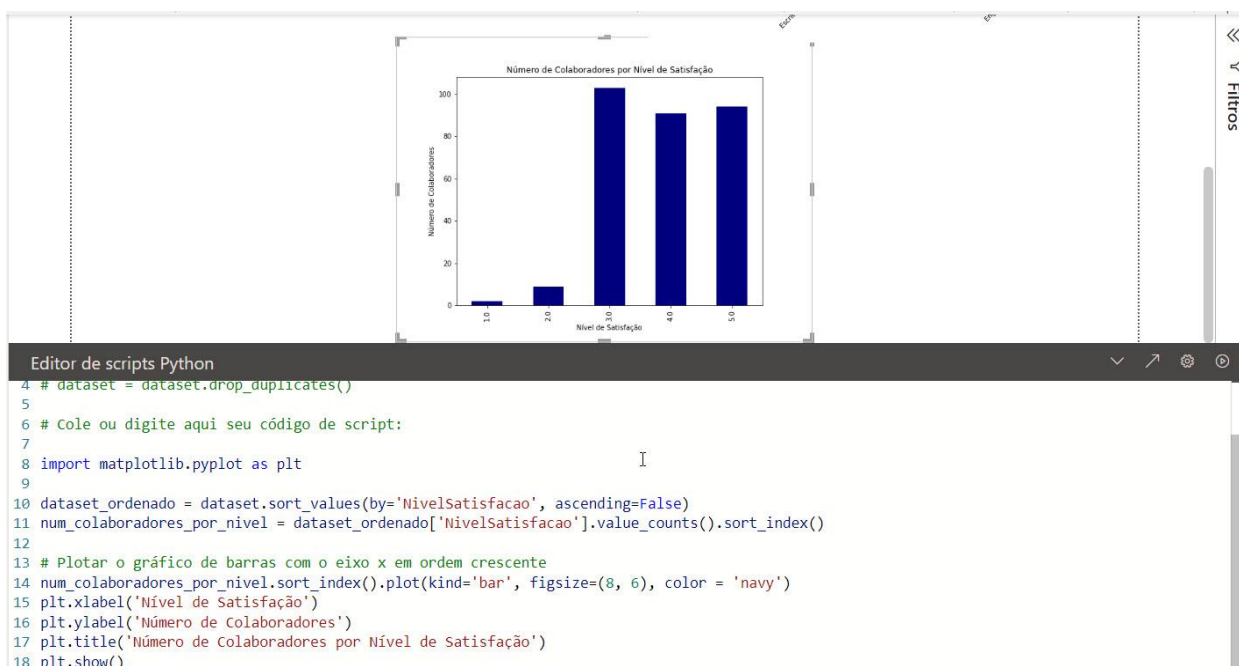 Filtros
Número de Colaboradores por Nível de Satisfação
100
80
60
40
20
0
Número de Colaboradores
1.0 2.0 3.0 4.0 5.0
Nível de Satisfação
Editor de scripts Python
4 # dataset = dataset.drop_duplicates()
5
6 # Cole ou digite aqui seu código de script:
7
8 import matplotlib.pyplot as plt
9
10 dataset_ordenado = dataset.sort_values(by='NivelSatisfacao', ascending=False)
11 num_colaboradores_por_nivel = dataset_ordenado['NivelSatisfacao'].value_counts().sort_index()
12
13 # Plotar o gráfico de barras com o eixo x em ordem crescente
14 num_colaboradores_por_nivel.sort_index().plot(kind='bar', figsize=(8, 6), color = 'navy')
15 plt.xlabel('Nível de Satisfação')
16 plt.ylabel('Número de Colaboradores')
17 plt.title('Número de Colaboradores por Nível de Satisfação')
18 plt.show()